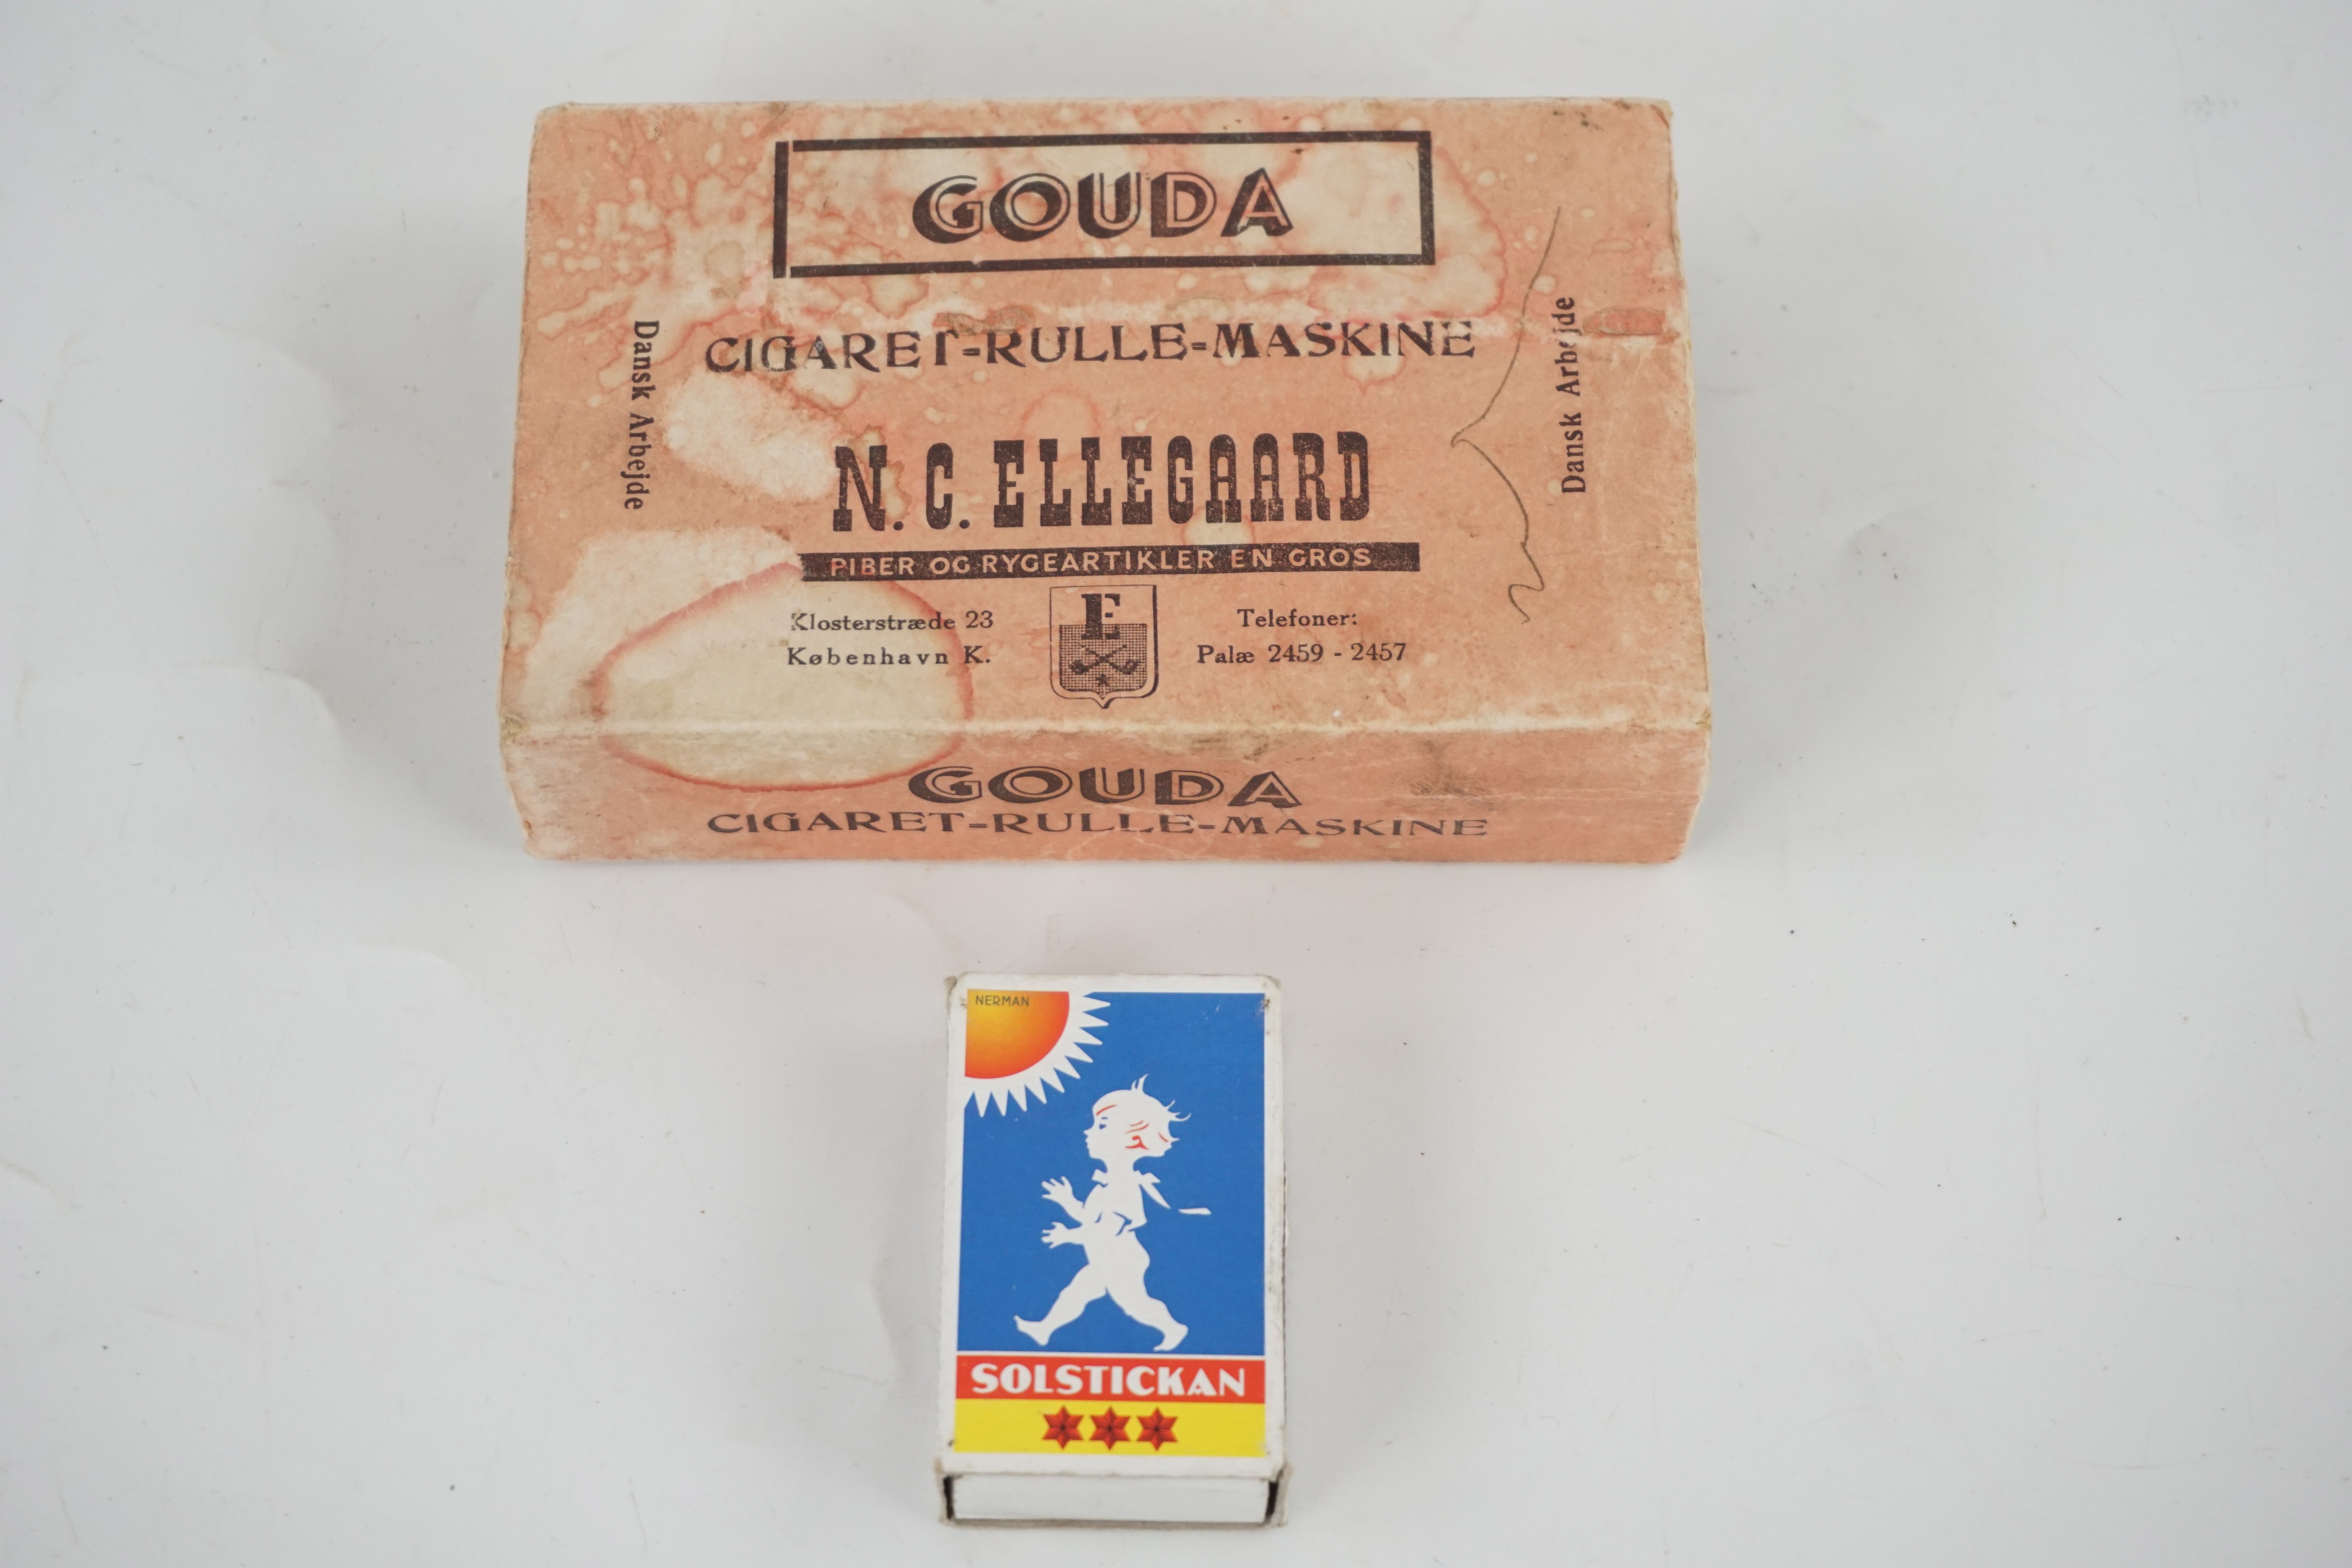 GOUDA
CIGARET-RULLE-MASKINE
Dansk Arbejde
Dansk Arbejde
N. C. ELLEGAARD
PIBER OG RYGEARTIKLER EN GROS
Klosterstræde 23
København K.
E
Telefoner:
Palæ 2459 - 2457
GOUDA
CIGARET-RULLE-MASKINE
NERMAN
SOLSTICKAN